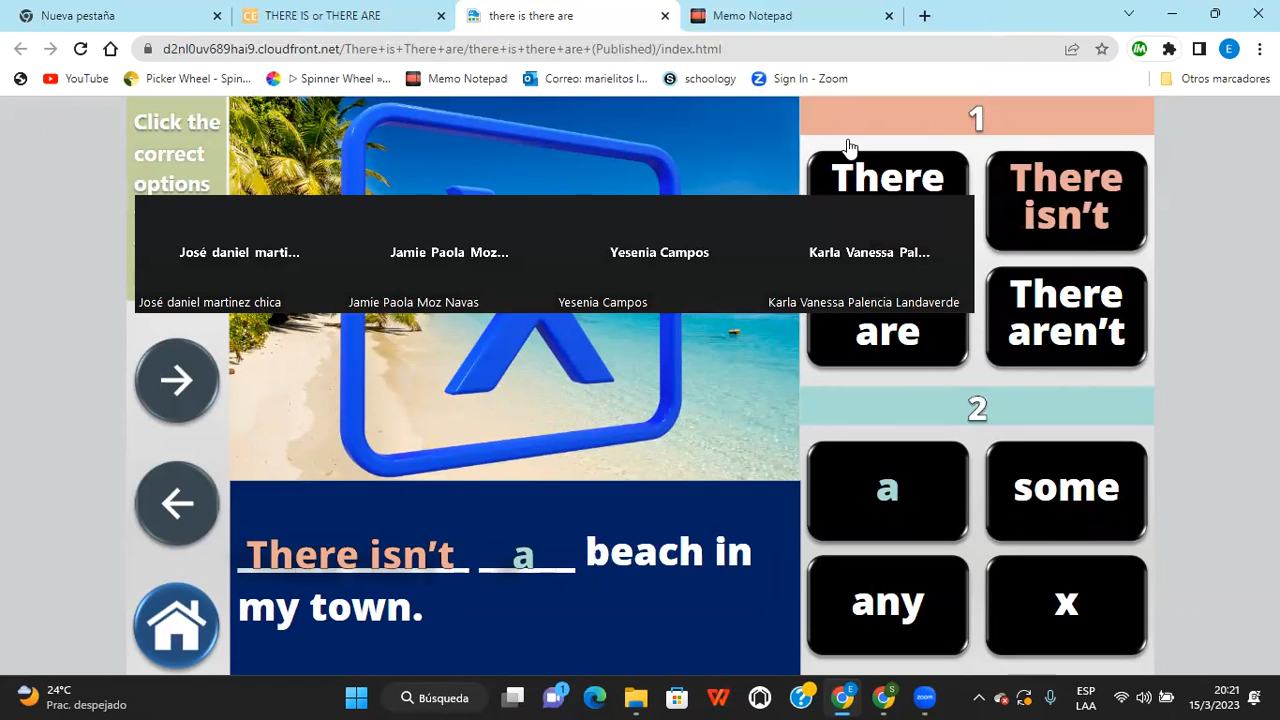 Nueva pestaña
CE THERE IS or THERE ARE
there is there are
Memo Notepad
d2nl0uv689hai9.cloudfront.net/There+is+There+are/there+is+there+are+(Published)/index.html
E
YouTube
Picker Wheel - Spin...
▷ Spinner Wheel »...
Memo Notepad
Correo: marielitos l...
schoology
Sign In - Zoom
Otros marcadores
Click the
correct
options
1
There
There
isn't
are
There
aren't
José daniel marti...
Jamie Paola Moz...
Yesenia Campos
Karla Vanessa Pal...
José daniel martinez chica
Jamie Paola Moz Navas
Yesenia Campos
Karla Vanessa Palencia Landaverde
2
a
some
any
x
There isn't a beach in
my town.
24°C
Prac. despejado
Búsqueda
1
ESP
LAA
20:21
15/3/2023